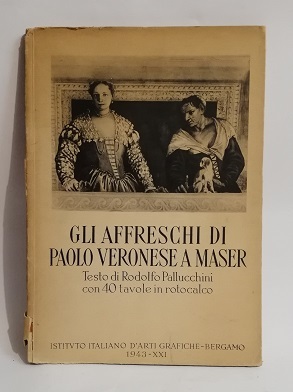 GLI AFFRESCHI DI
PAOLO VERONESE A MASER
Testo di Rodolfo Pallucchini
con 40 tavole in rotocalco
ISTITVTO ITALIANO D'ARTI GRAFICHE-BERGAMO
1943-XXI